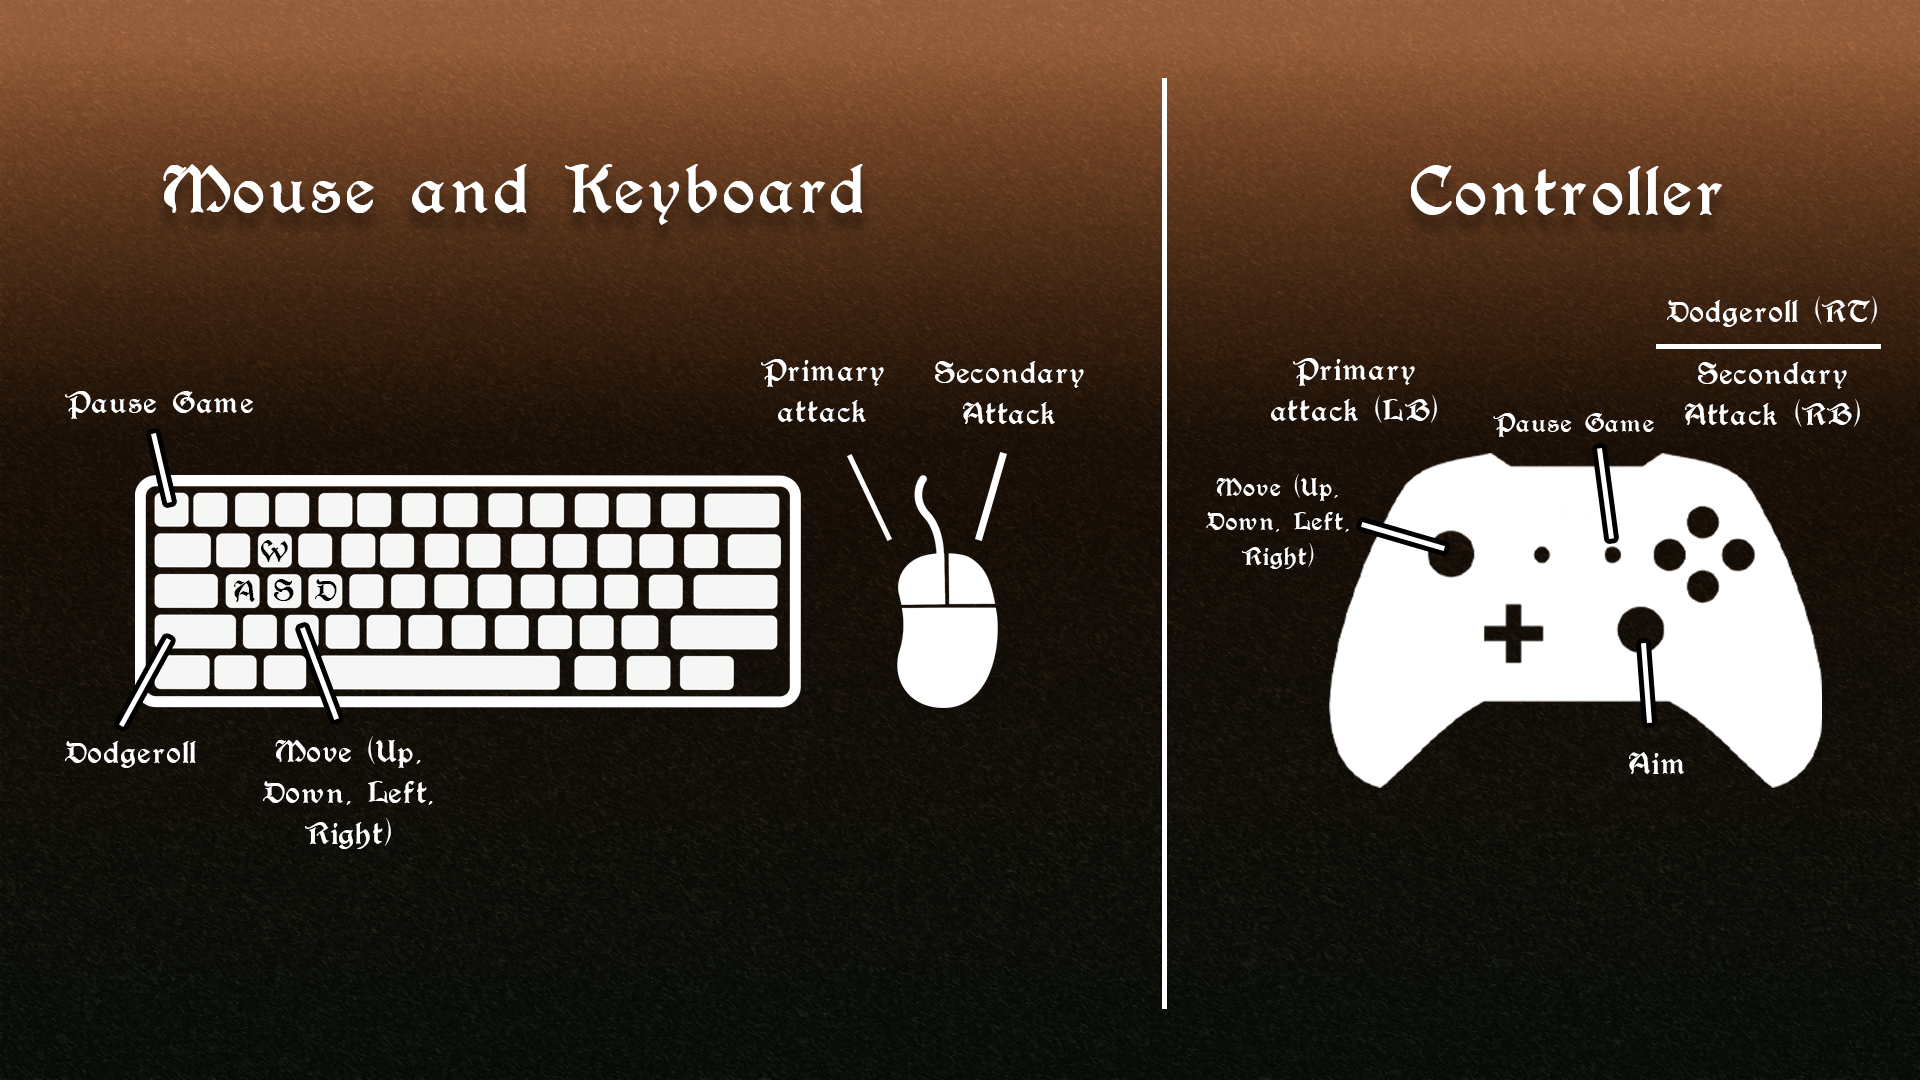 Mouse and Keyboard
Pause Game
Primary
attack
Secondary
Attack
W
A S D
Dodgeroll
Move (Up,
Down, Left,
Right)
Controller
Dodgeroll (RT)
Primary
attack (LB)
Secondary
Attack (RB)
Pause Game
Move (Up,
Down, Left,
Right)
Aim